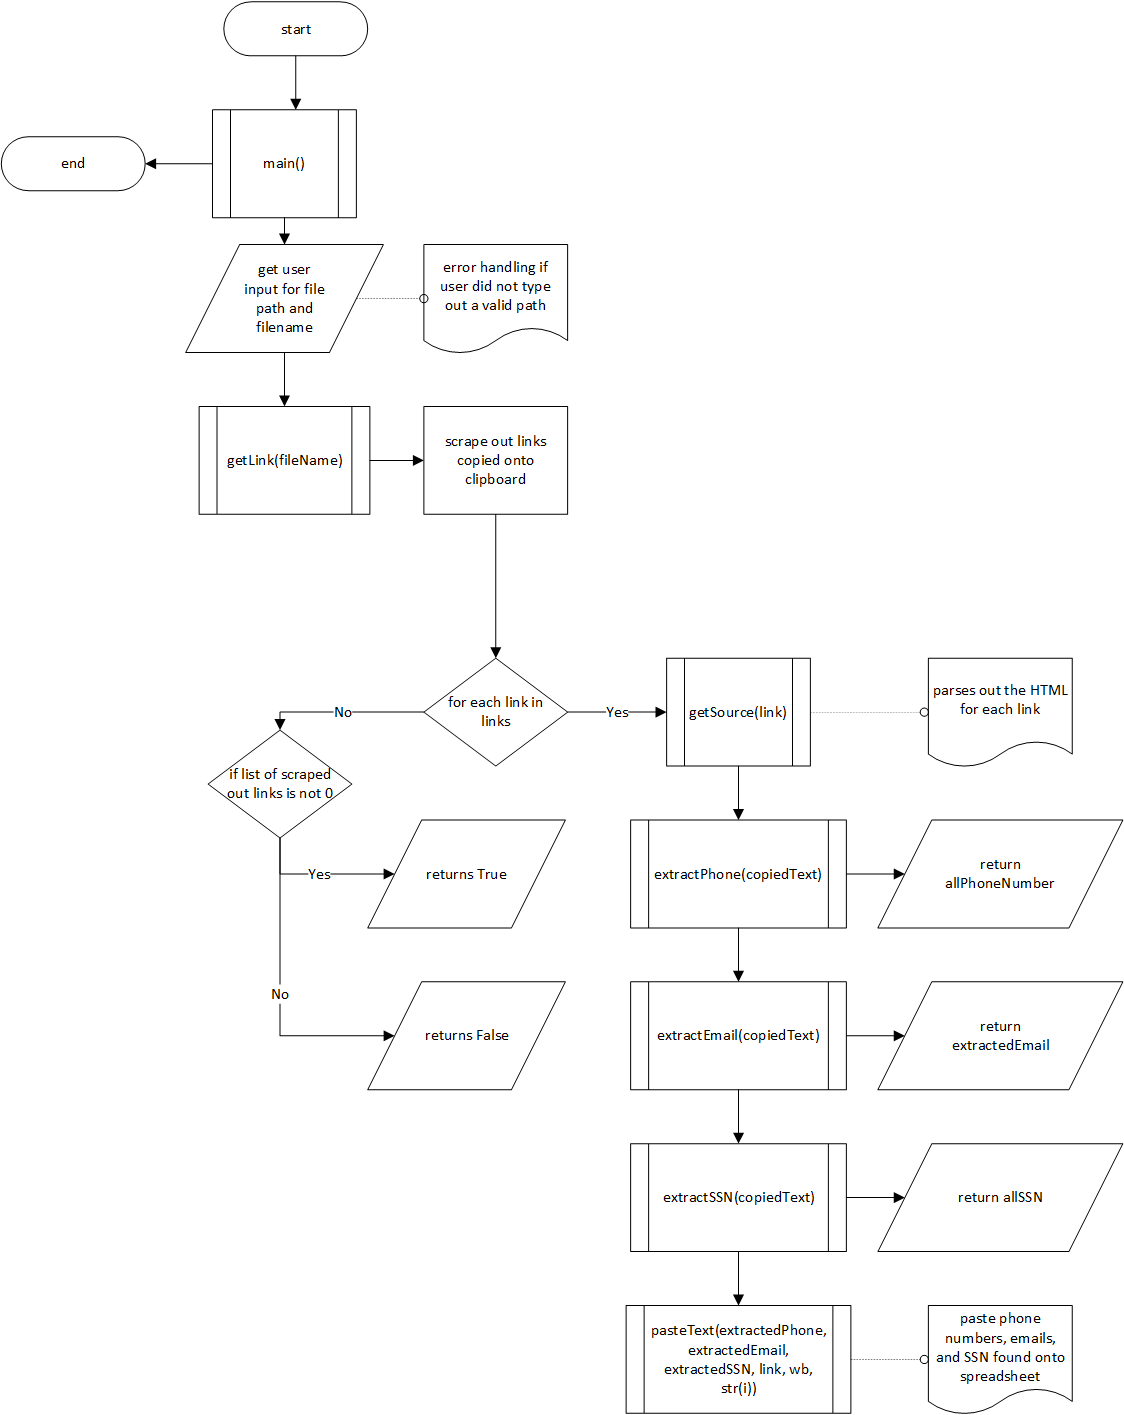 start
main()
end
get user
input for file
path and
filename
error handling if
user did not type
out a valid path
getLink(fileName)
scrape out links
copied onto
clipboard
for each link in
links
No
Yes
getSource(link)
parses out the HTML
for each link
if list of scraped
out links is not 0
Yes
returns True
extractPhone(copiedText)
return
allPhoneNumber
No
returns False
extractEmail(copiedText)
return
extractedEmail
extractSSN(copiedText)
return allSSN
pasteText(extractedPhone,
extractedEmail,
extractedSSN, link, wb,
str(i))
paste phone
numbers, emails,
and SSN found onto
spreadsheet